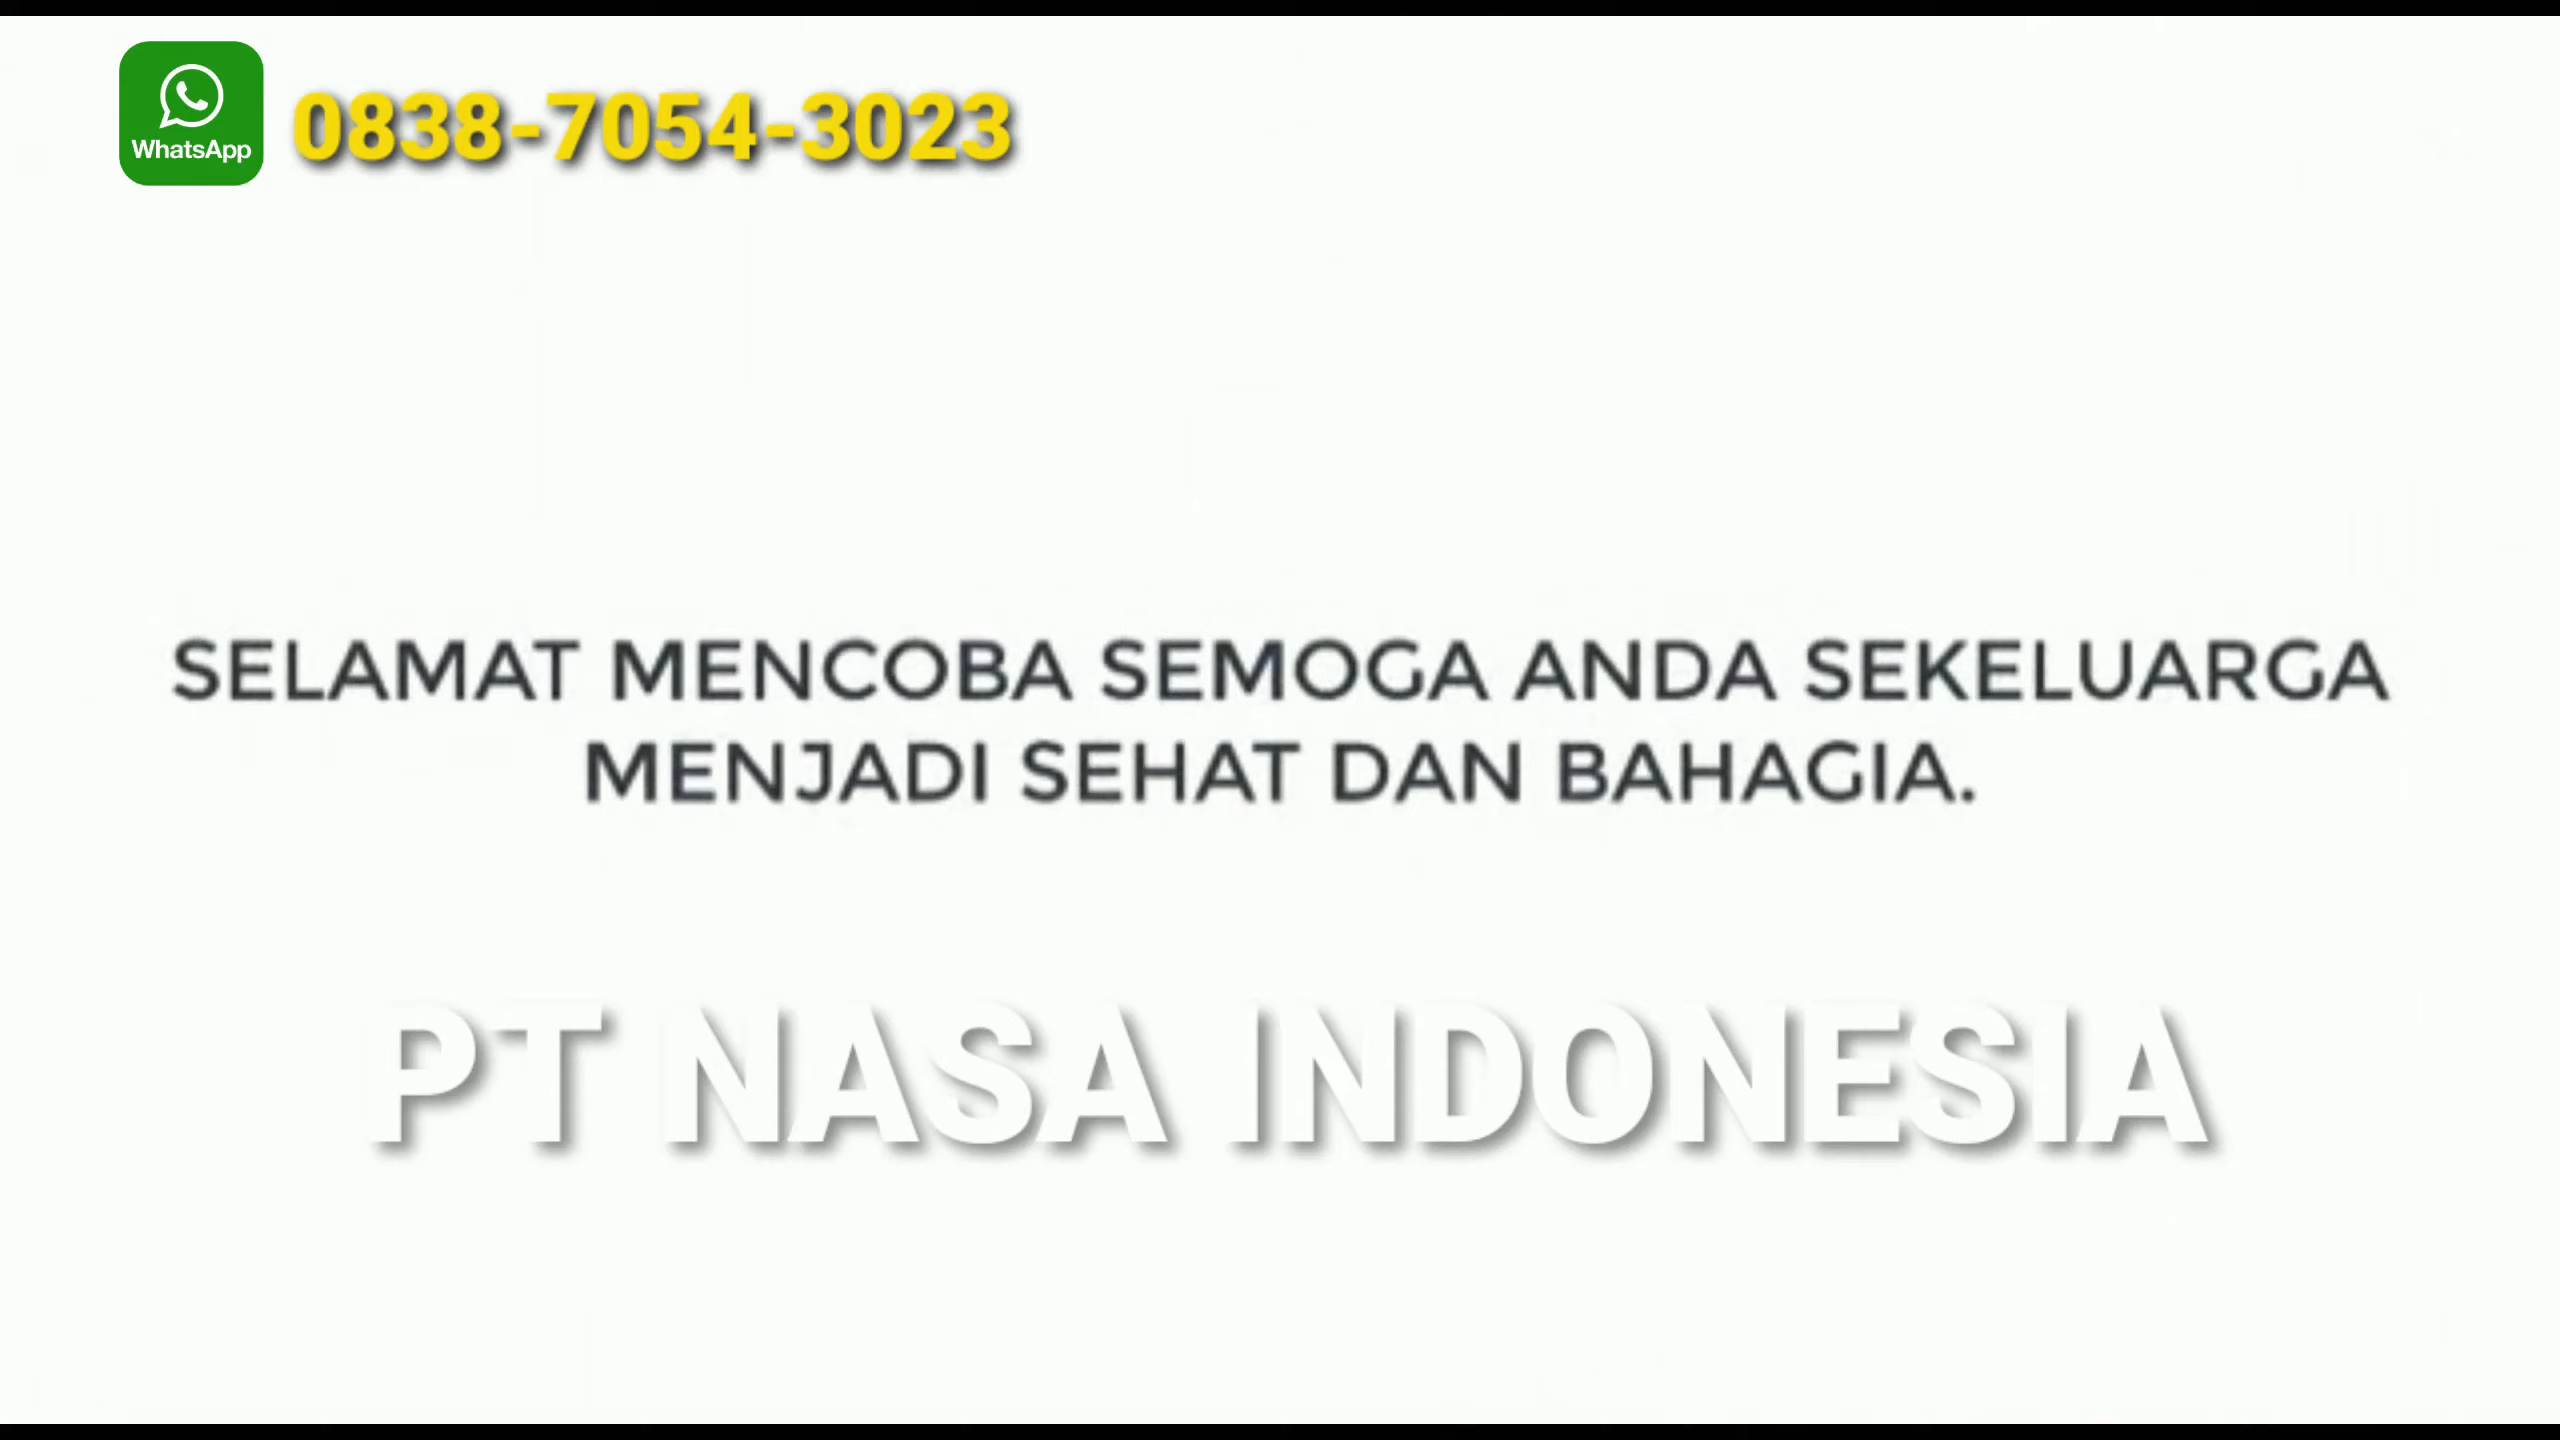 WhatsApp
0838-7054-3023
SELAMAT MENCOBA SEMOGA ANDA SEKELUARGA
MENJADI SEHAT DAN BAHAGIA.
PT NASA INDONESIA